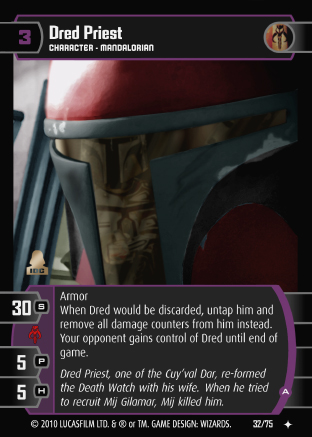 3
Dred Priest
CHARACTER - MANDALORIAN
30 S
5 P
5 H
Armor
When Dred would be discarded, untap him and
remove all damage counters from him instead.
Your opponent gains control of Dred until end of
game.
Dred Priest, one of the Cuy'val Dar, re-formed
the Death Watch with his wife. When he tried
to recruit Mij Gilamar, Mij killed him.
A
© 2010 LUCASFILM LTD. & ® or TM. GAME DESIGN: WIZARDS.
32/75